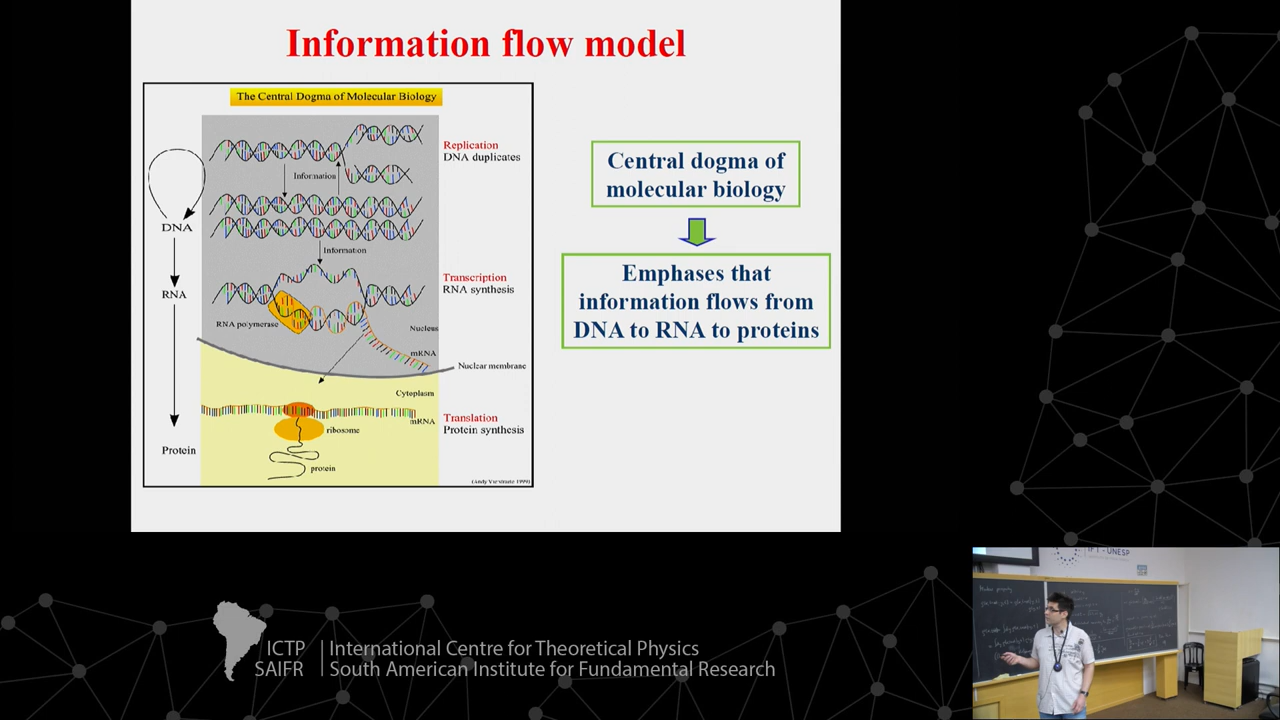 Information flow model
The Central Dogma of Molecular Biology
Replication
DNA duplicates
Information
DNA
Information
Transcription
RNA synthesis
RNA
RNA polymerase
Nucleus
mRNA
Nuclear membrane
Cytoplasm
Translation
mRNA
Protein synthesis
ribosome
Protein
protein
Central dogma of
molecular biology
Emphases that
information flows from
DNA to RNA to proteins
IFT - UNESP
ICTP
SAIFR
International Centre for Theoretical Physics
South American Institute for Fundamental Research